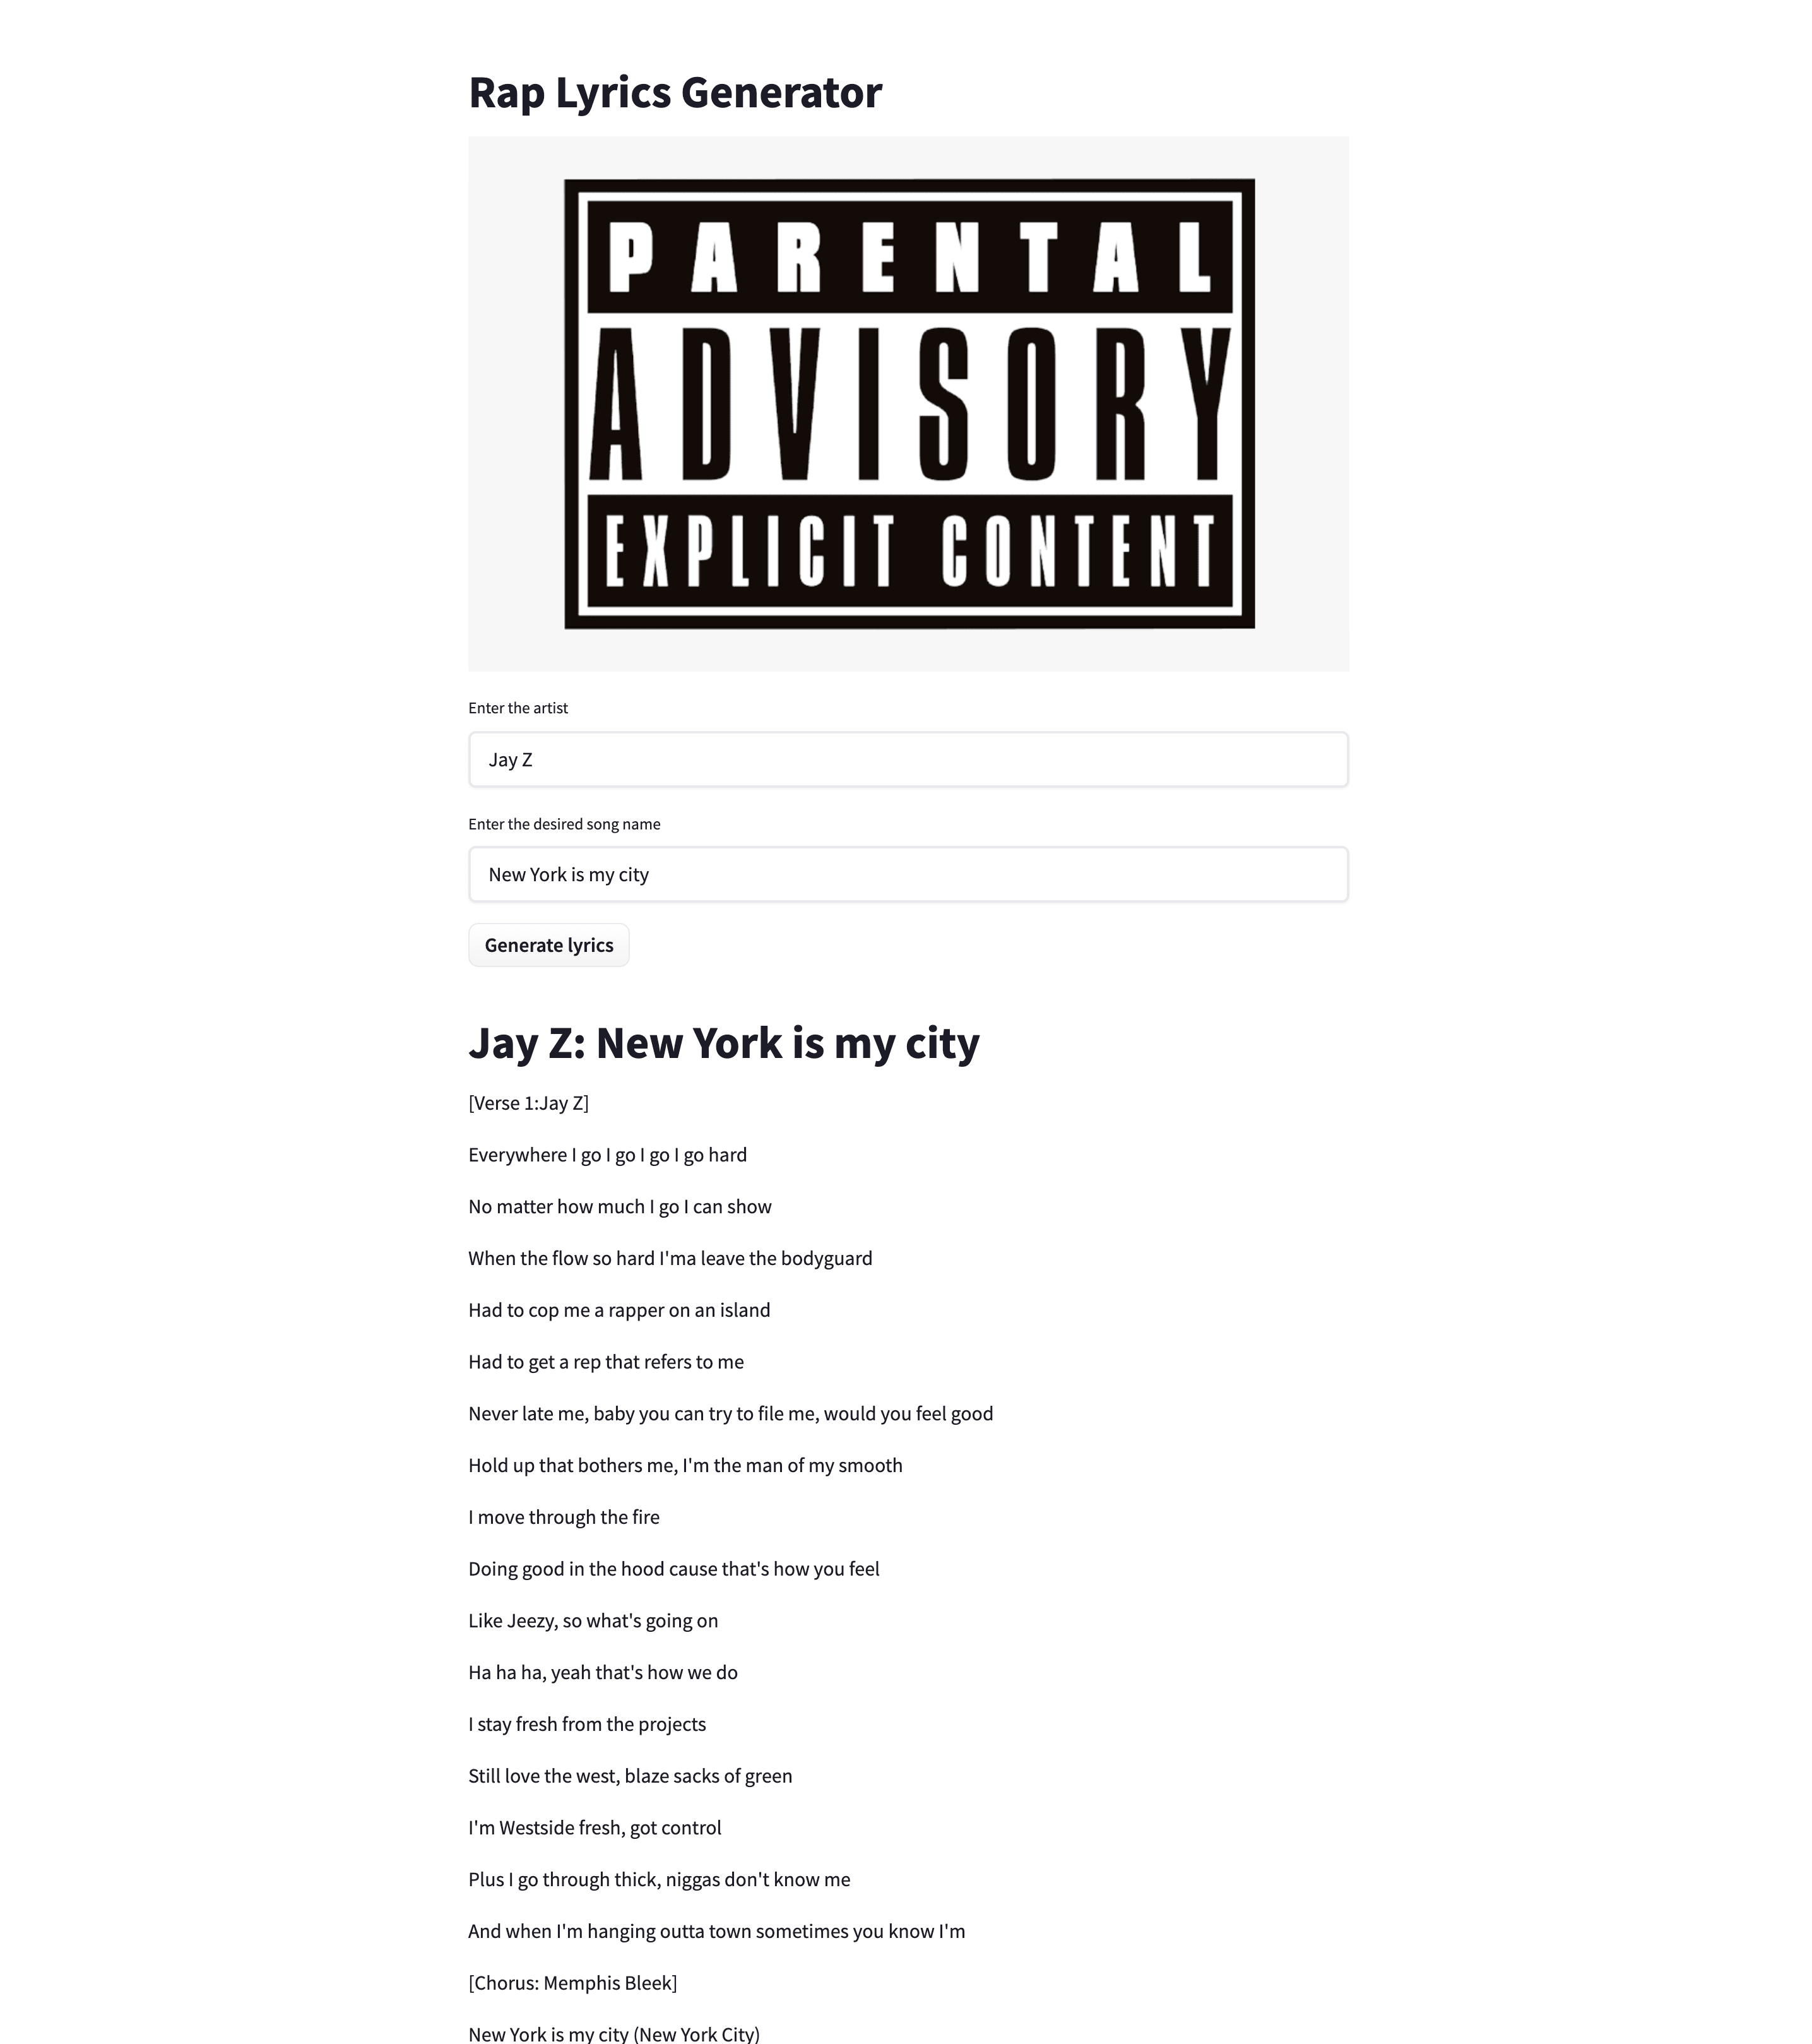 Rap Lyrics Generator
PARENTAL
ADVISORY
EXPLICIT CONTENT
Enter the artist
Jay Z
Enter the desired song name
New York is my city
Generate lyrics
Jay Z: New York is my city
[Verse 1:Jay Z]
Everywhere I go I go I go I go hard
No matter how much I go I can show
When the flow so hard I'ma leave the bodyguard
Had to cop me a rapper on an island
Had to get a rep that refers to me
Never late me, baby you can try to file me, would you feel good
Hold up that bothers me, I'm the man of my smooth
I move through the fire
Doing good in the hood cause that's how you feel
Like Jeezy, so what's going on
Ha ha ha, yeah that's how we do
I stay fresh from the projects
Still love the west, blaze sacks of green
I'm Westside fresh, got control
Plus I go through thick, niggas don't know me
And when I'm hanging outta town sometimes you know I'm
[Chorus: Memphis Bleek]
New York is my city (New York City)